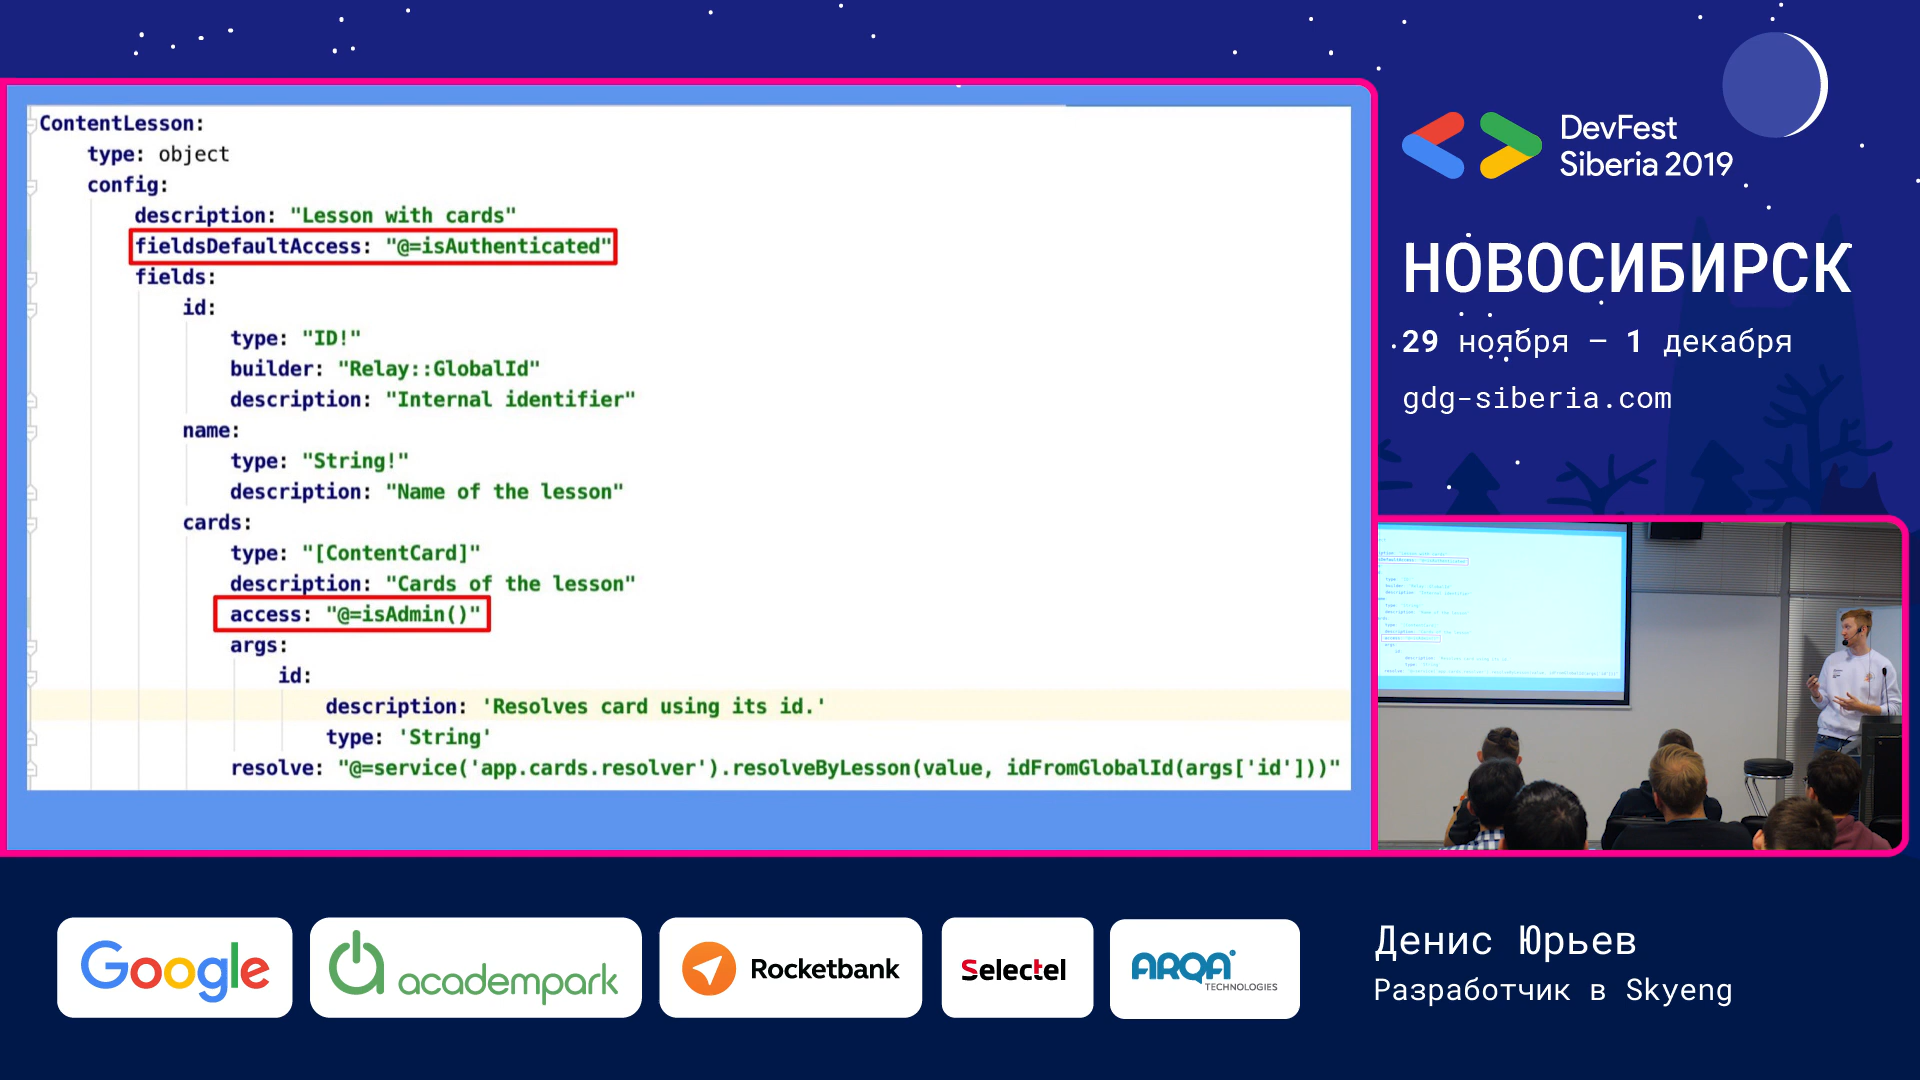 ContentLesson:
type: object
config:
description: "Lesson with cards"
fieldsDefaultAccess: "@=isAuthenticated"
fields:
id:
type: "ID!"
builder: "Relay::GlobalId"
description: "Internal identifier"
name:
type: "String!"
description: "Name of the lesson"
cards:
type: "[ContentCard]"
description: "Cards of the lesson"
access: "@=isAdmin()"
args:
id:
description: 'Resolves card using its id.'
type: 'String'
resolve: "@=service('app.cards.resolver').resolveByLesson(value, idFromGlobalId(args['id']))"
DevFest
Siberia 2019
НОВОСИБИРСК
29 ноября – 1 декабря
gdg-siberia.com
Google
academpark
Rocketbank
Selectel
ARQA
TECHNOLOGIES
Денис Юрьев
Разработчик в Skyeng